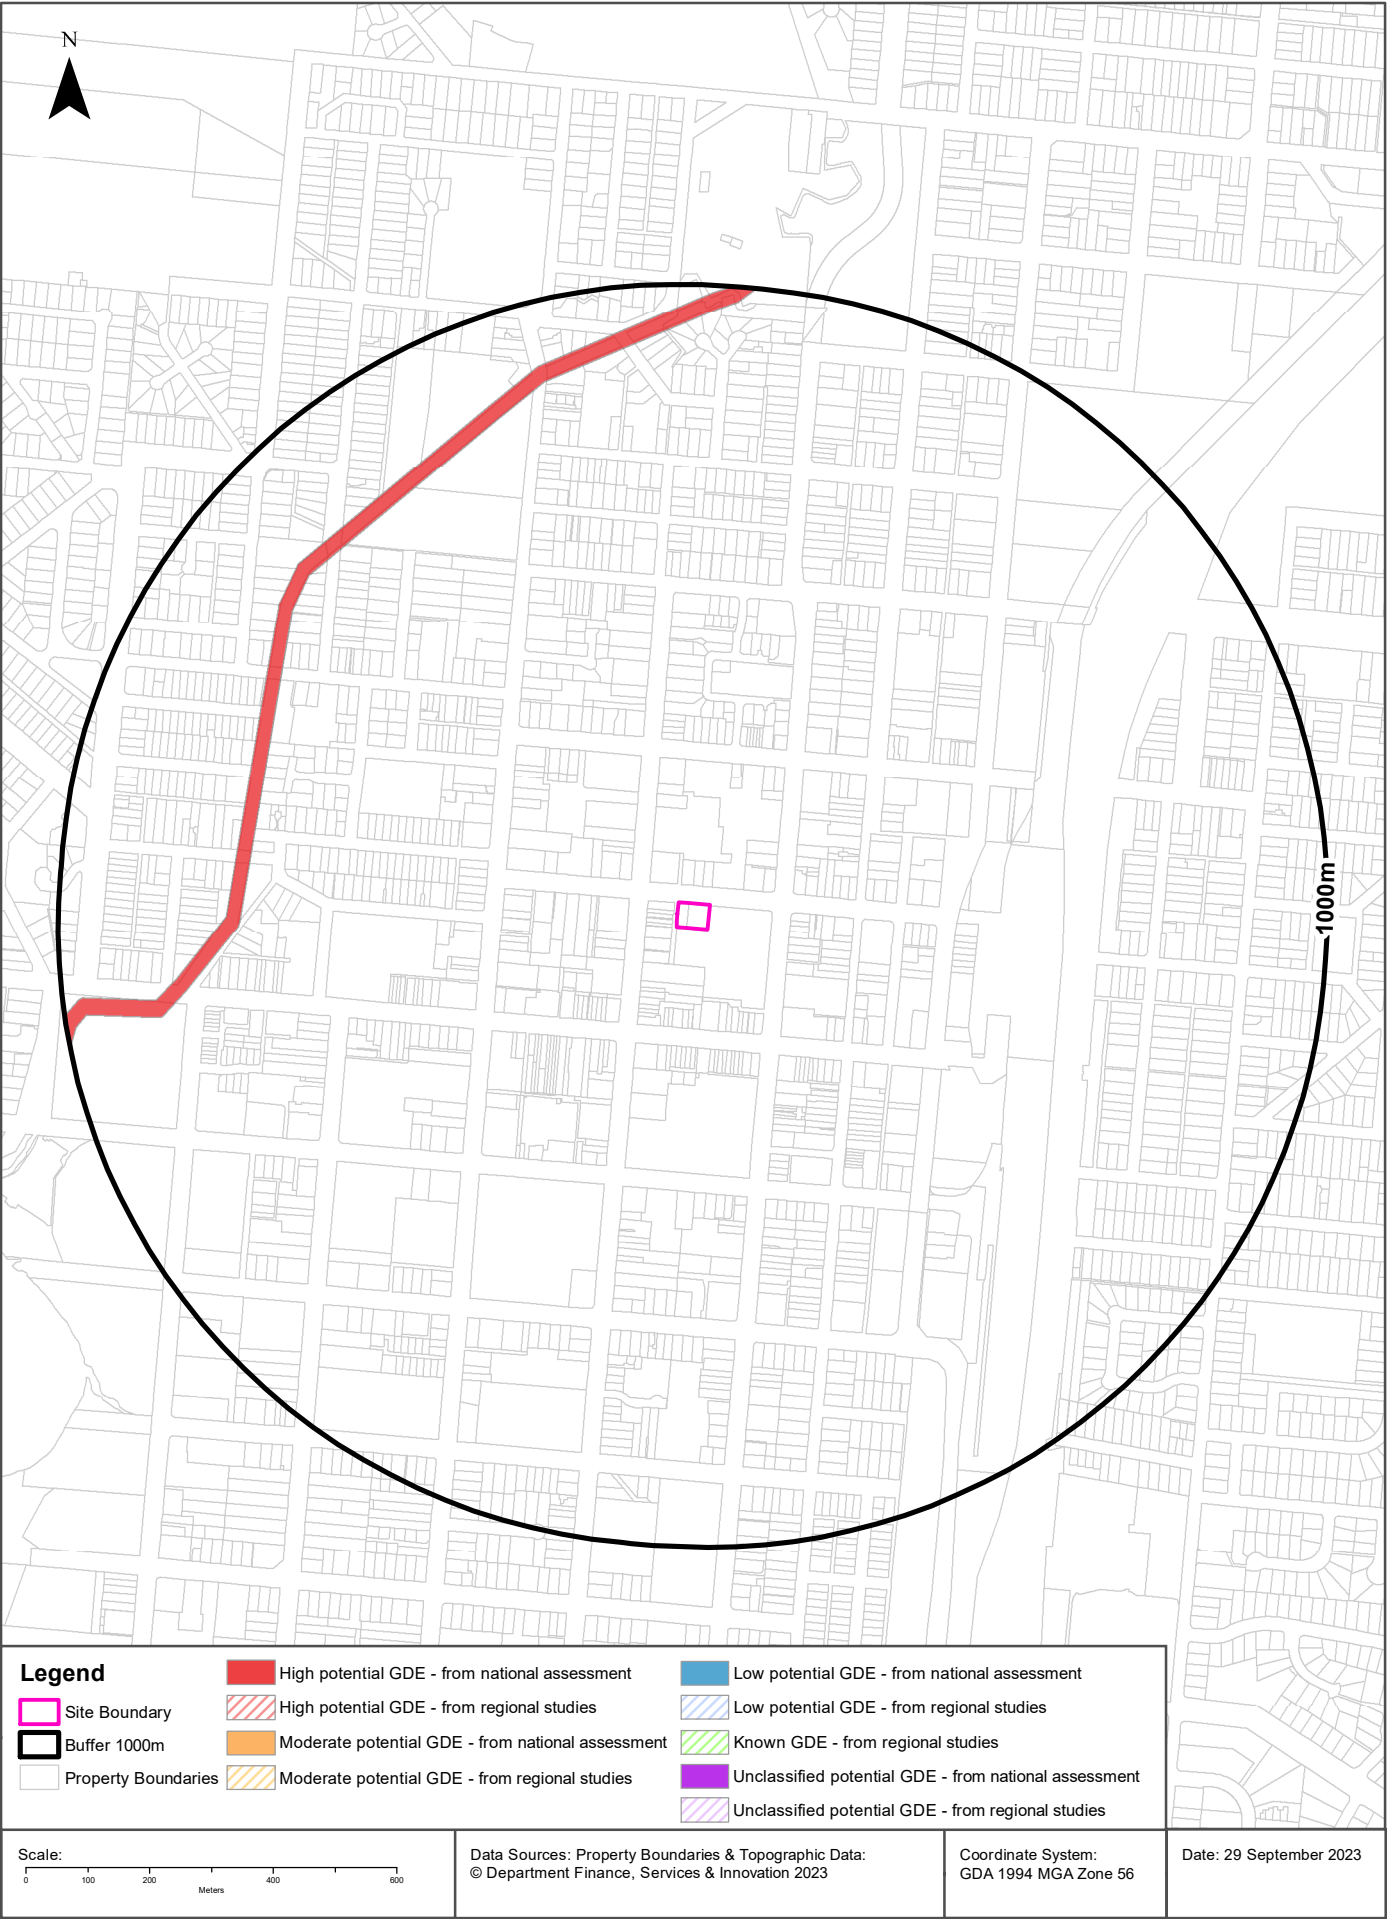 N
1000m
Legend
Site Boundary
Buffer 1000m
Property Boundaries
High potential GDE - from national assessment
High potential GDE - from regional studies
Moderate potential GDE - from national assessment
Moderate potential GDE - from regional studies
Low potential GDE - from national assessment
Low potential GDE - from regional studies
Known GDE - from regional studies
Unclassified potential GDE - from national assessment
Unclassified potential GDE - from regional studies
Scale:
0 100 200 400 600
Meters
Data Sources: Property Boundaries & Topographic Data:
© Department Finance, Services & Innovation 2023
Coordinate System:
GDA 1994 MGA Zone 56
Date: 29 September 2023